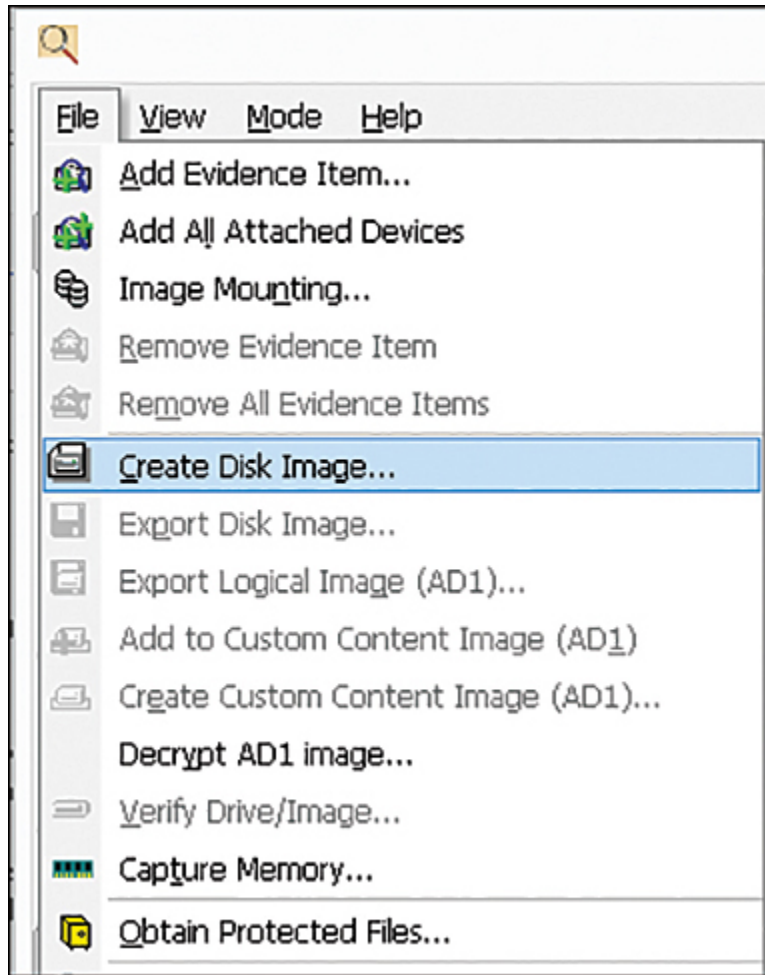 File View Mode Help
Add Evidence Item...
Add All Attached Devices
Image Mounting...
Remove Evidence Item
Remove All Evidence Items
Create Disk Image...
Export Disk Image...
Export Logical Image (AD1)...
Add to Custom Content Image (AD1)
Create Custom Content Image (AD1)...
Decrypt AD1 image...
Verify Drive/Image...
Capture Memory...
Obtain Protected Files...